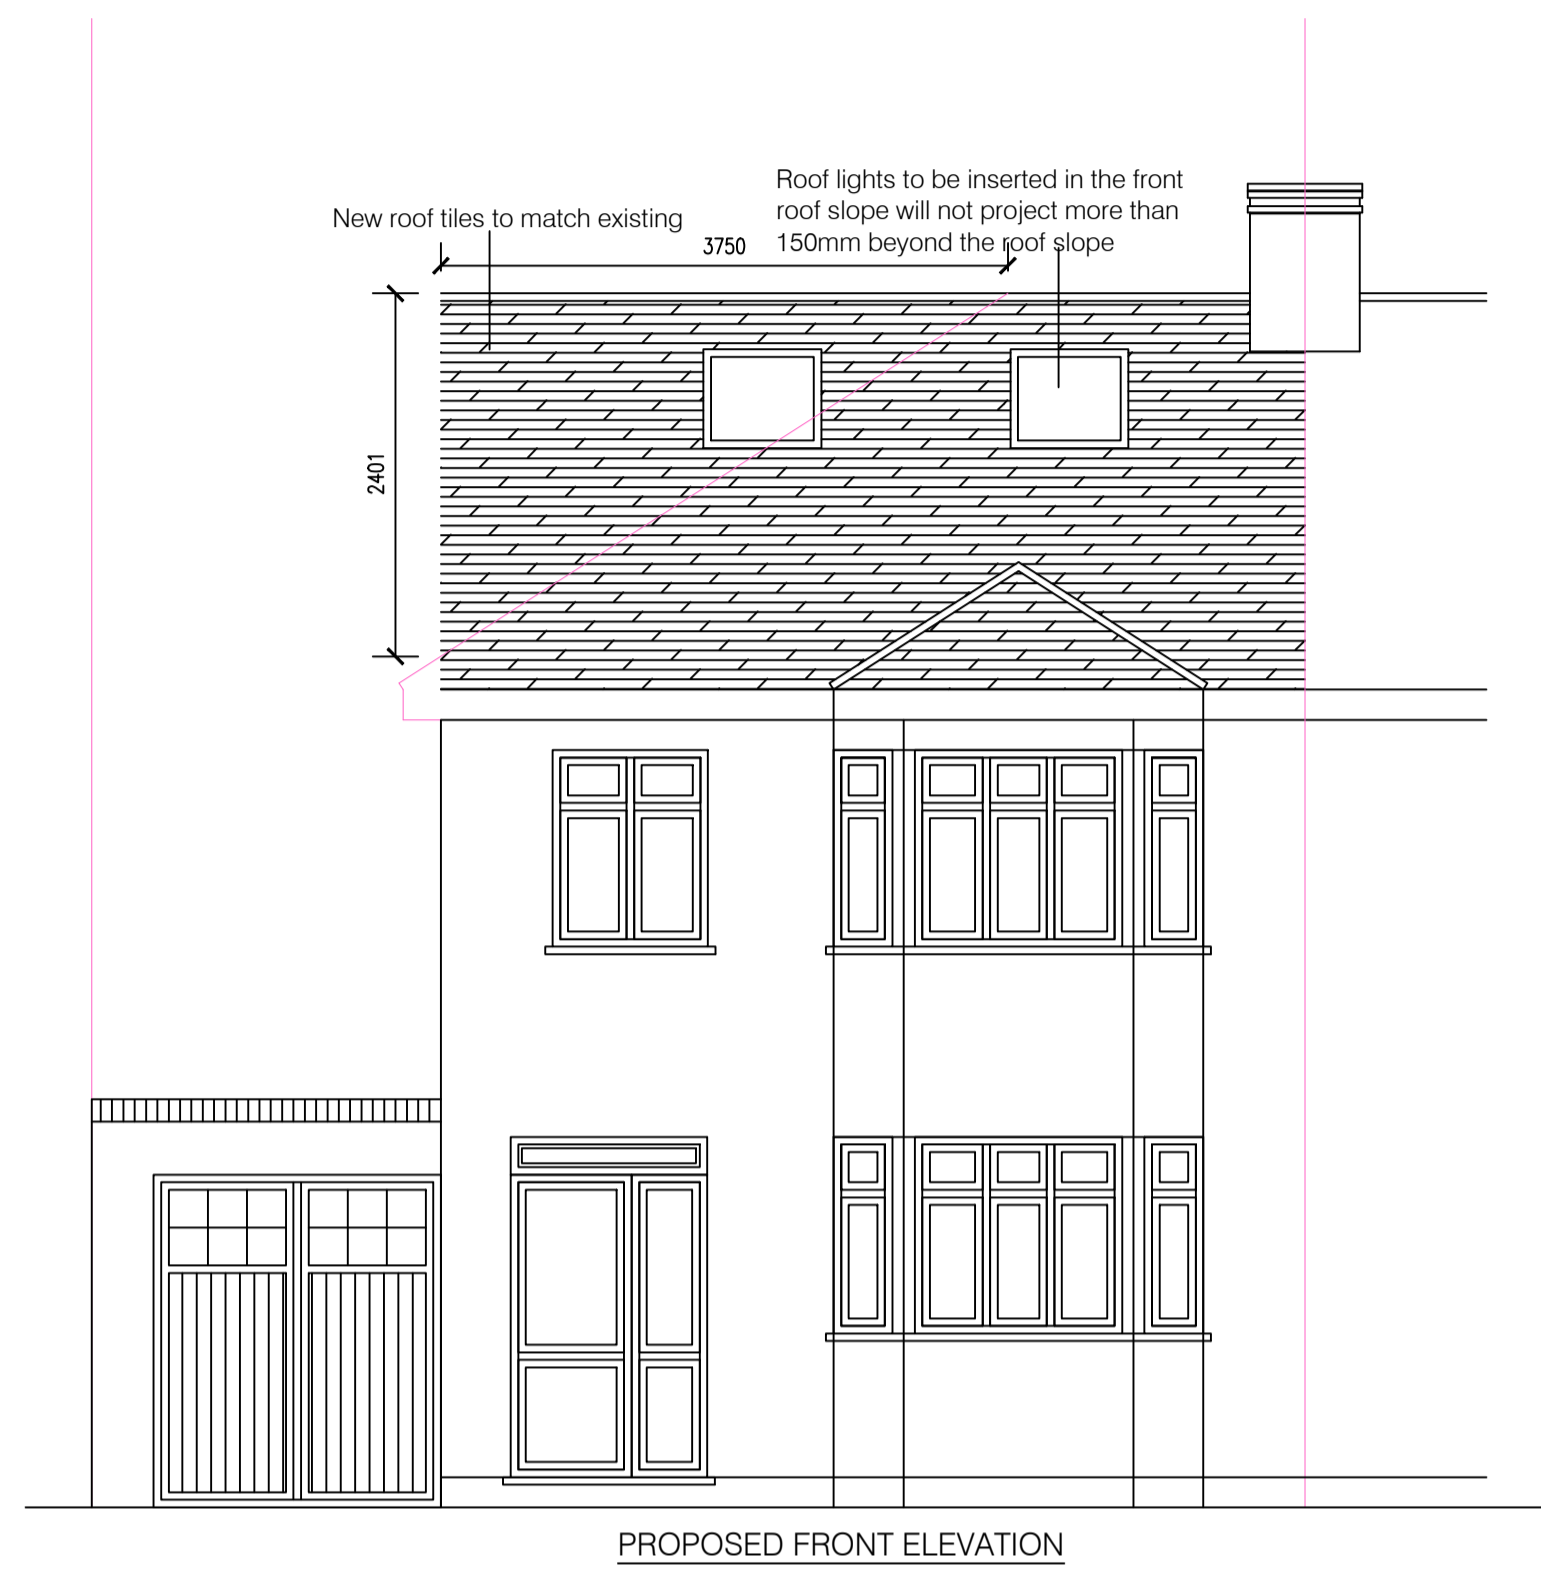 Roof lights to be inserted in the front
roof slope will not project more than
150mm beyond the roof slope
New roof tiles to match existing
3750
2401
PROPOSED FRONT ELEVATION